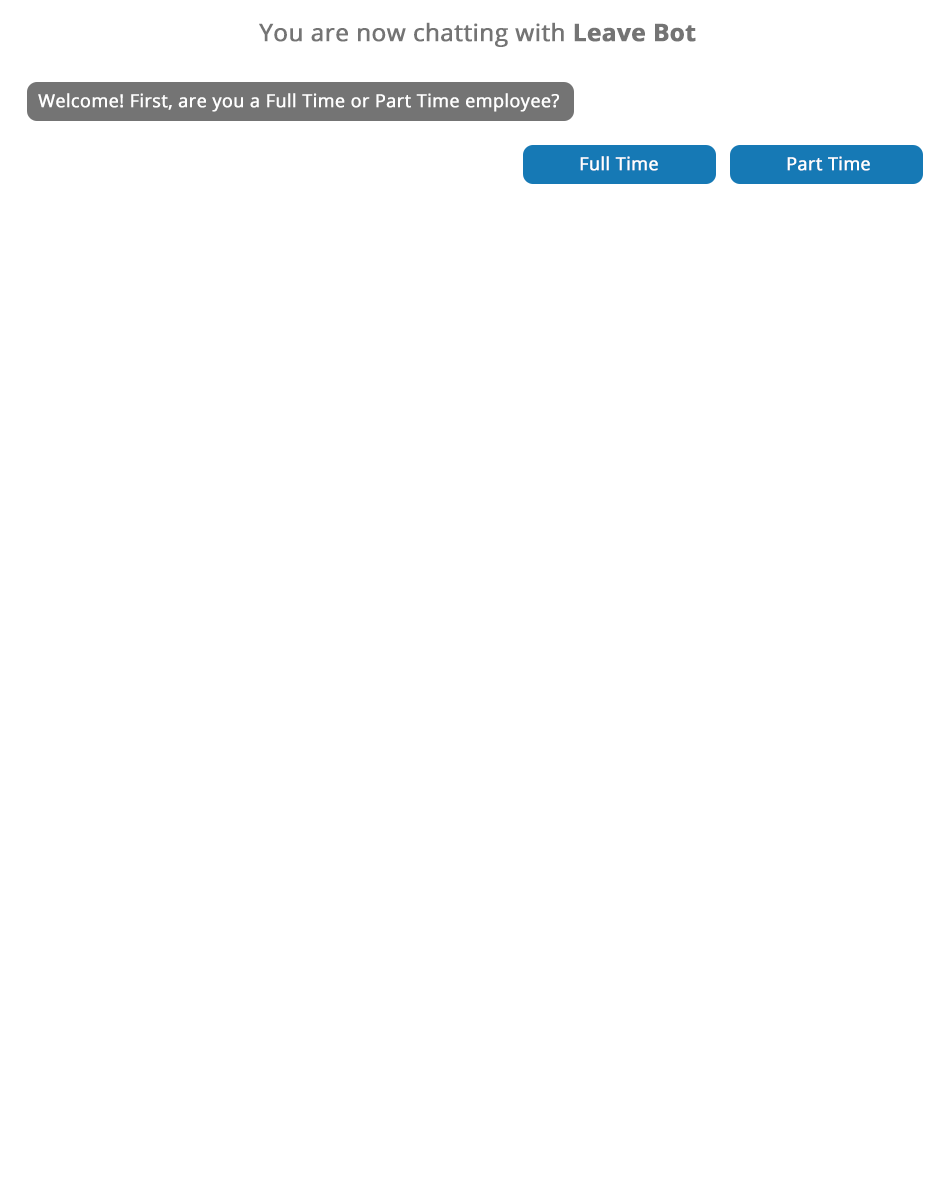 You are now chatting with Leave Bot
Welcome! First, are you a Full Time or Part Time employee?
Full Time
Part Time